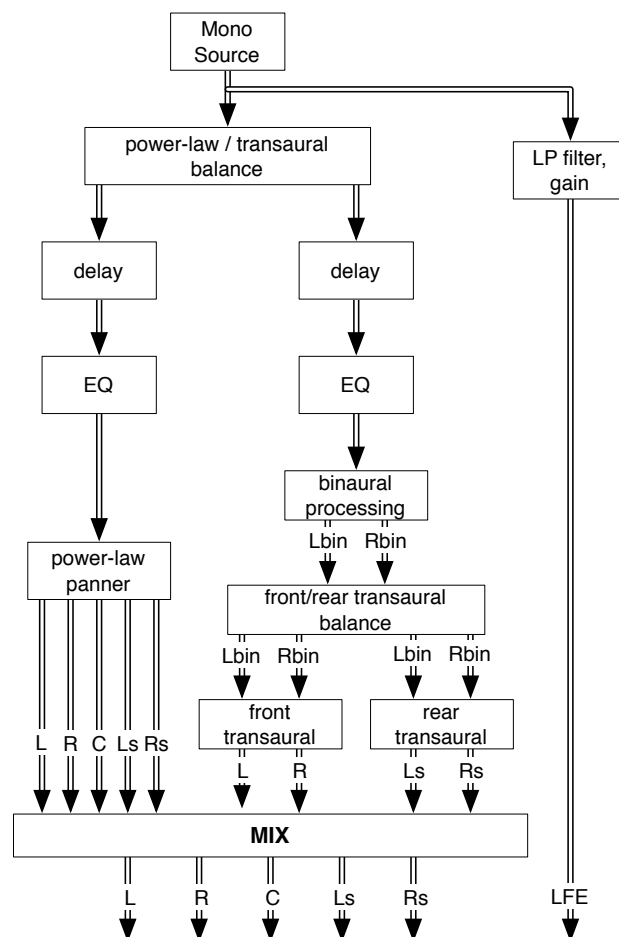 Mono
Source
power-law / transaural
balance
LP filter,
gain
delay
delay
EQ
EQ
binaural
processing
Lbin
Rbin
power-law
panner
front/rear transaural
balance
Lbin
Rbin
Lbin
Rbin
front
transaural
rear
transaural
L
R
C
Ls
Rs
L
R
Ls
Rs
MIX
L
R
C
Ls
Rs
LFE